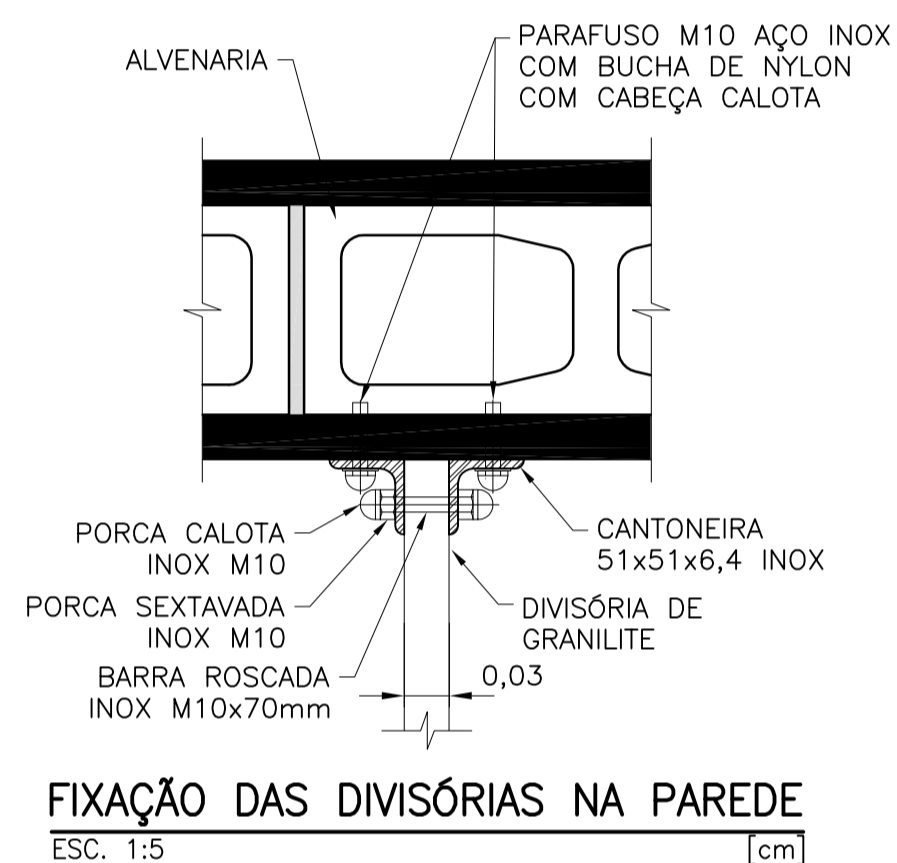 ALVENARIA
PARAFUSO M10 AÇO INOX
COM BUCHA DE NYLON
COM CABEÇA CALOTA
PORCA CALOTA
INOX M10
PORCA SEXTAVADA
INOX M10
BARRA ROSCADA
INOX M10x70mm
CANTONEIRA
51x51x6,4 INOX
DIVISÓRIA DE
GRANILITE
0,03
FIXAÇÃO DAS DIVISÓRIAS NA PAREDE
ESC. 1:5
[cm]